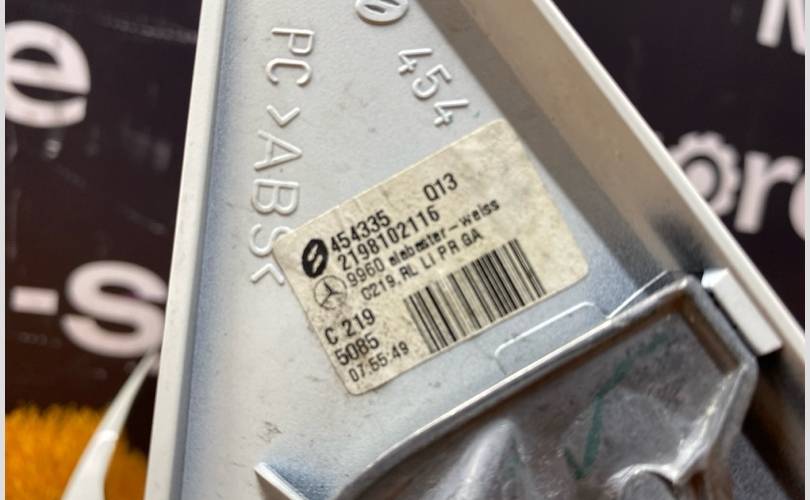 454
PC>ABS<
454335 013
2198102116
9960 alabaster-weiss
C219.RL LI PR GA
C 219
5085
07:55:49
e
-S
ore